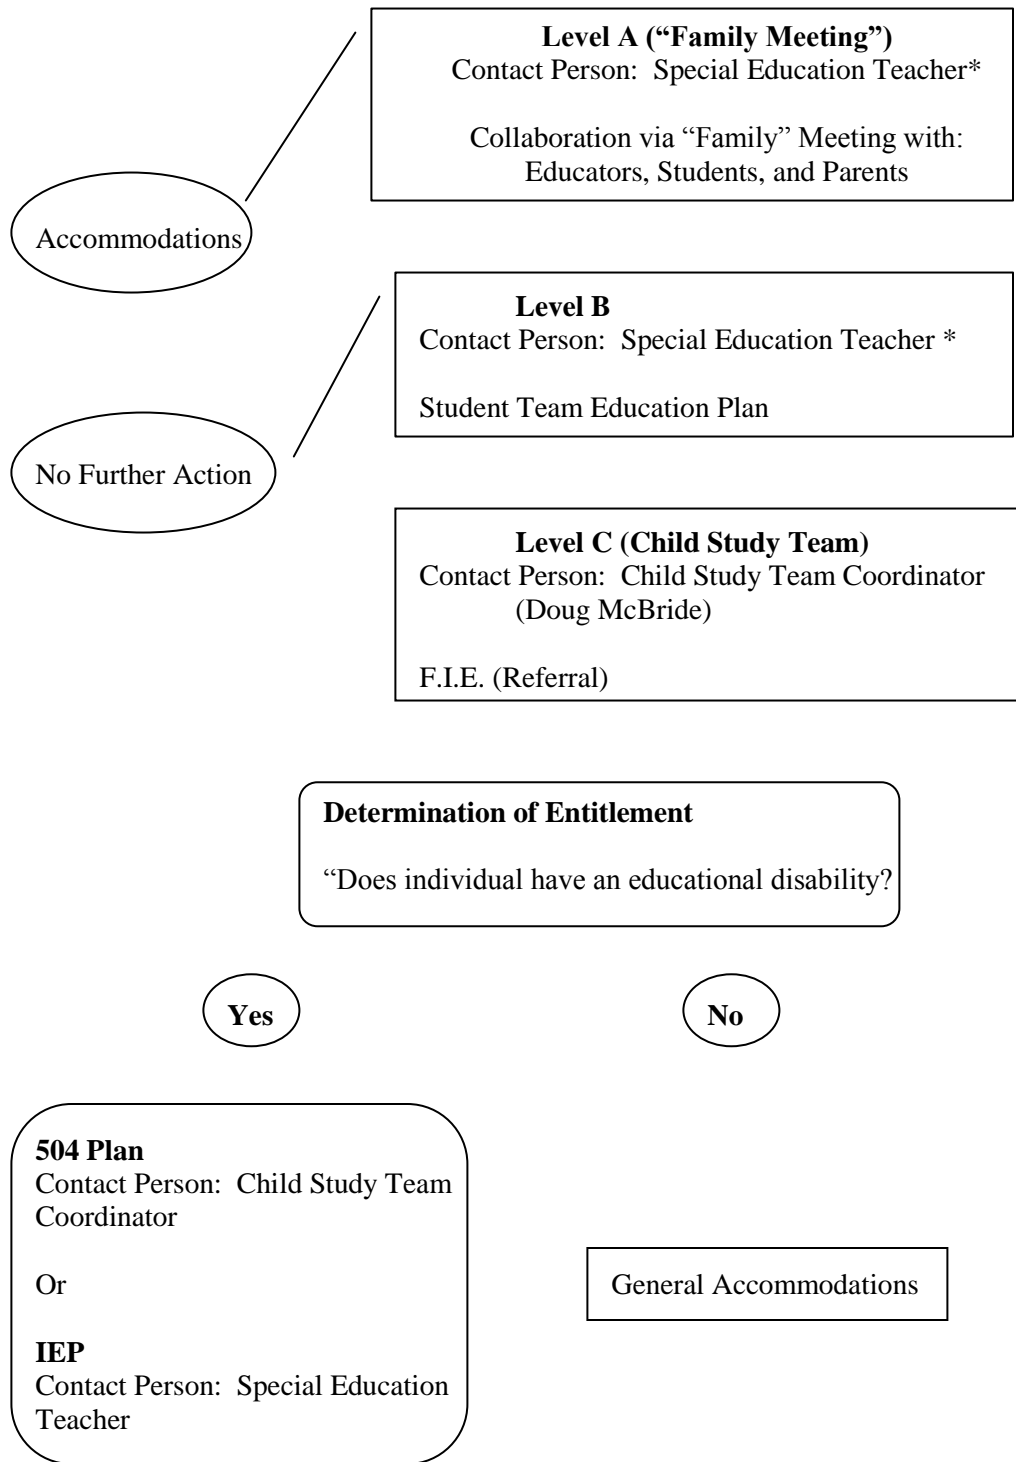 Level A (“Family Meeting”)
Contact Person:  Special Education Teacher*
Collaboration via “Family” Meeting with:
Educators, Students, and Parents
Accommodations
Level B
Contact Person:  Special Education Teacher *
Student Team Education Plan
No Further Action
Level C (Child Study Team)
Contact Person:  Child Study Team Coordinator
(Doug McBride)
F.I.E. (Referral)
Determination of Entitlement
“Does individual have an educational disability?
Yes
No
504 Plan
Contact Person:  Child Study Team
Coordinator
Or
IEP
Contact Person:  Special Education
Teacher
General Accommodations